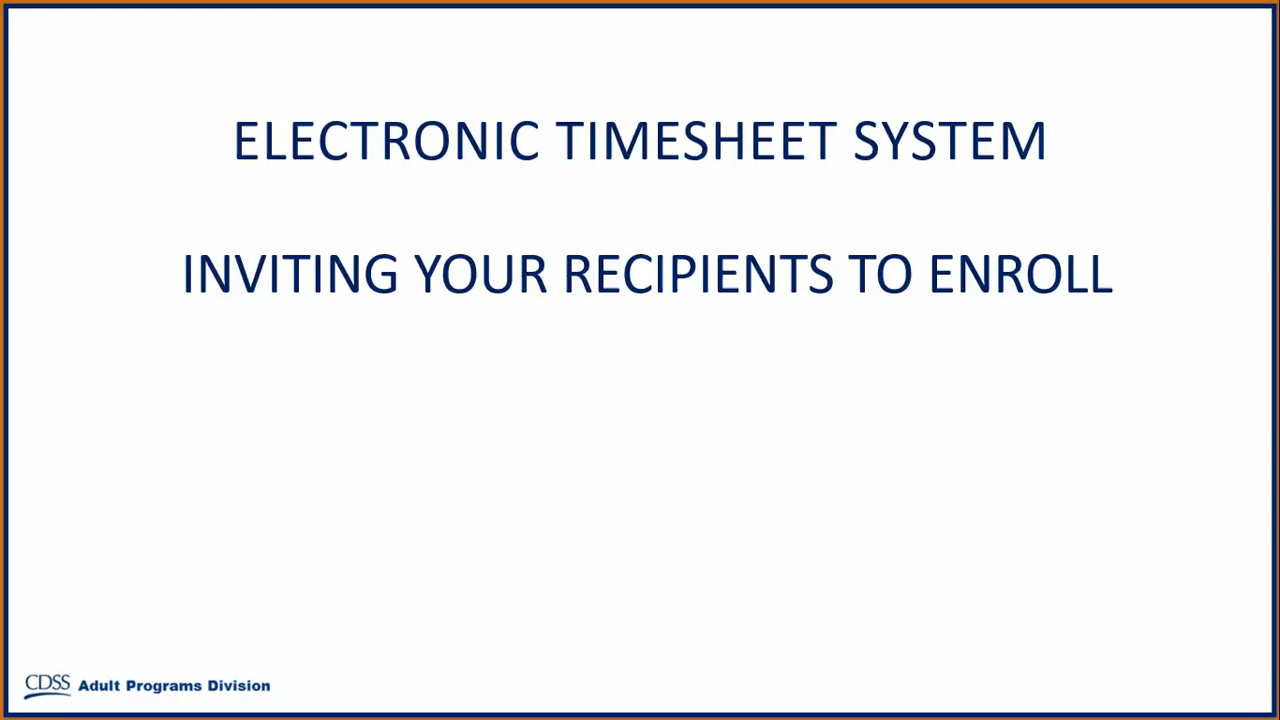 ELECTRONIC TIMESHEET SYSTEM
INVITING YOUR RECIPIENTS TO ENROLL
CDSS Adult Programs Division